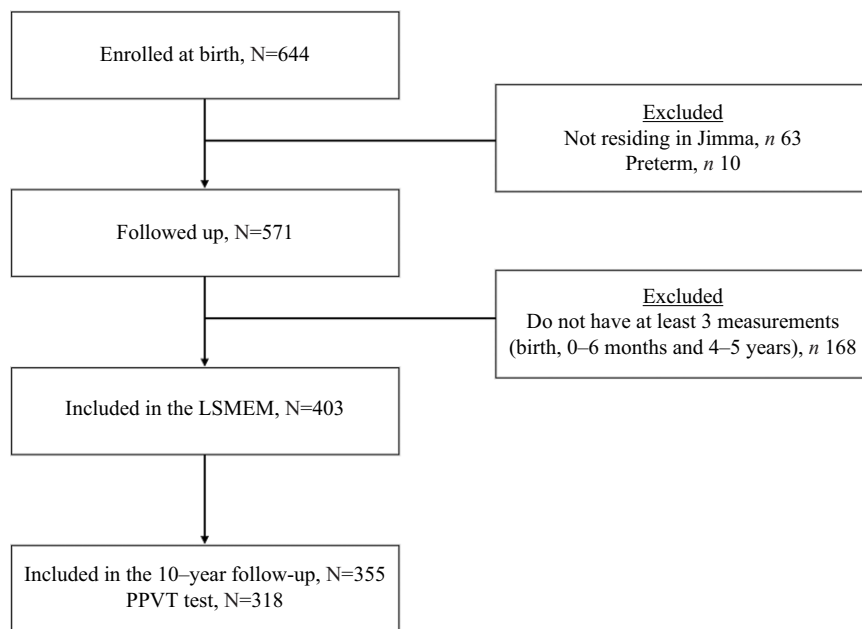 Enrolled at birth, N=644
Excluded
Not residing in Jimma, n 63
Preterm, n 10
Followed up, N=571
Excluded
Do not have at least 3 measurements
(birth, 0–6 months and 4–5 years), n 168
Included in the LSMEM, N=403
Included in the 10–year follow-up, N=355
PPVT test, N=318